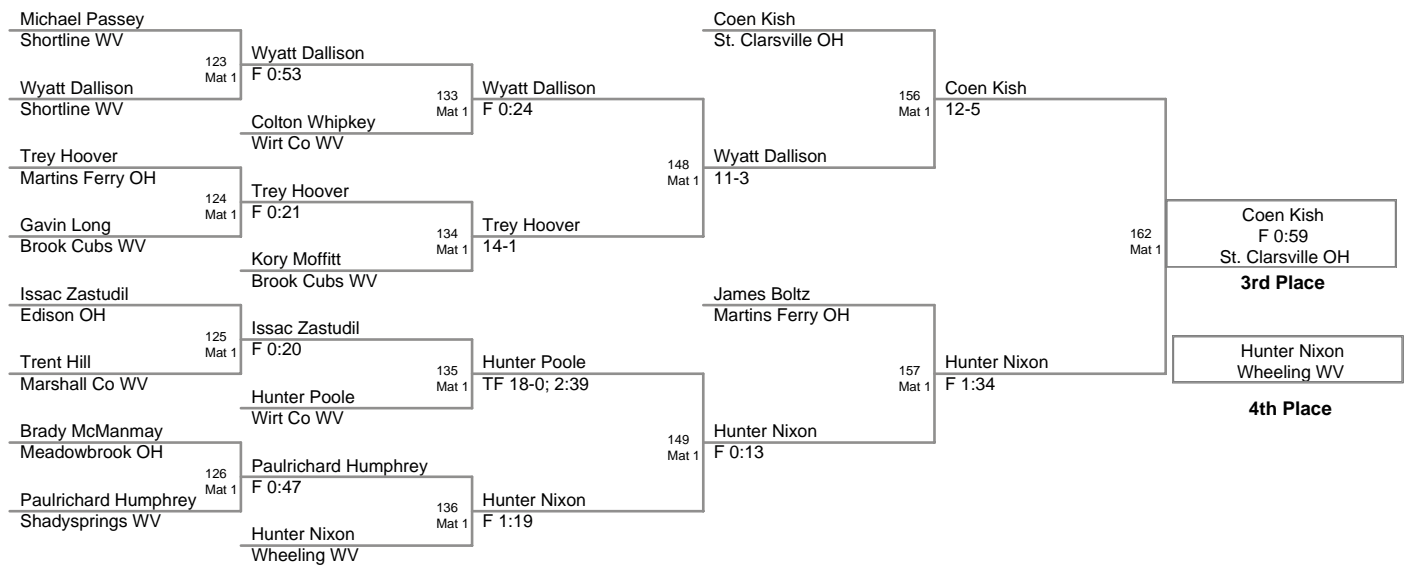 Michael Passey
Shortline WV
123
Mat 1
Wyatt Dallison
Shortline WV
Wyatt Dallison
F 0:53
133
Mat 1
Colton Whipkey
Wirt Co WV
Wyatt Dallison
F 0:24
Trey Hoover
Martins Ferry OH
124
Mat 1
Gavin Long
Brook Cubs WV
Trey Hoover
F 0:21
134
Mat 1
Kory Moffitt
Brook Cubs WV
Trey Hoover
14-1
148
Mat 1
Coen Kish
St. Clarsville OH
156
Mat 1
Wyatt Dallison
11-3
Coen Kish
12-5
Issac Zastudil
Edison OH
125
Mat 1
Trent Hill
Marshall Co WV
Issac Zastudil
F 0:20
135
Mat 1
Hunter Poole
Wirt Co WV
Hunter Poole
TF 18-0; 2:39
Brady McManmay
Meadowbrook OH
126
Mat 1
Paulrichard Humphrey
Shadysprings WV
Paulrichard Humphrey
F 0:47
136
Mat 1
Hunter Nixon
Wheeling WV
Hunter Nixon
F 1:19
149
Mat 1
James Boltz
Martins Ferry OH
157
Mat 1
Hunter Nixon
F 0:13
Hunter Nixon
F 1:34
162
Mat 1
Coen Kish
F 0:59
St. Clarsville OH
3rd Place
Hunter Nixon
Wheeling WV
4th Place